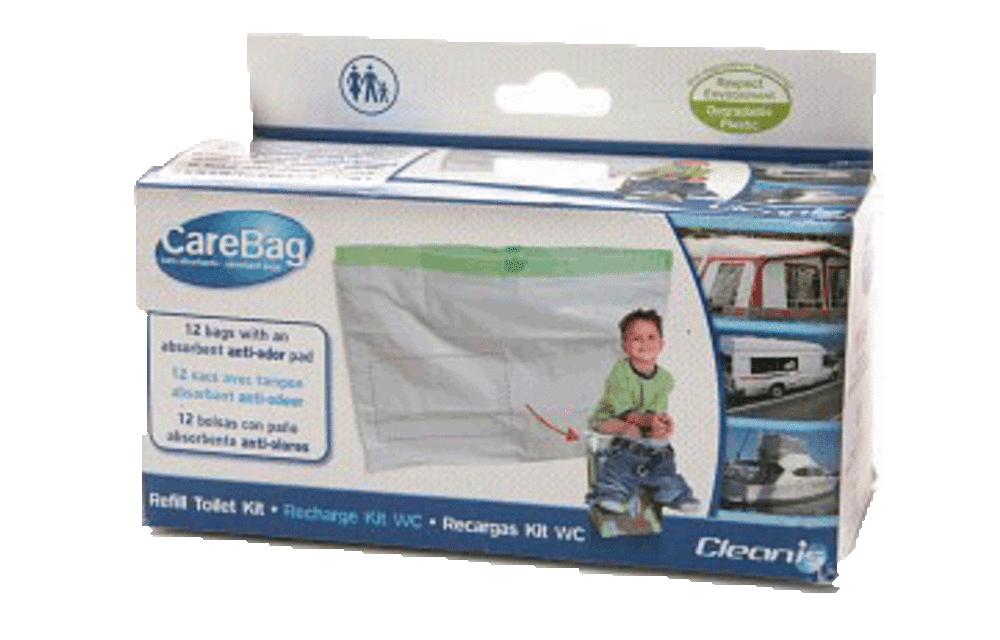 Respect
Environment
Degradable
Plastic
CareBag
12 bags with an
absorbent anti-odor pad
12 sacs avec tampon
absorbant anti-odeur
12 bolsas con paño
absorbente anti-olores
Refill Toilet Kit • Recharge Kit WC • Recargas Kit WC
Cleanis